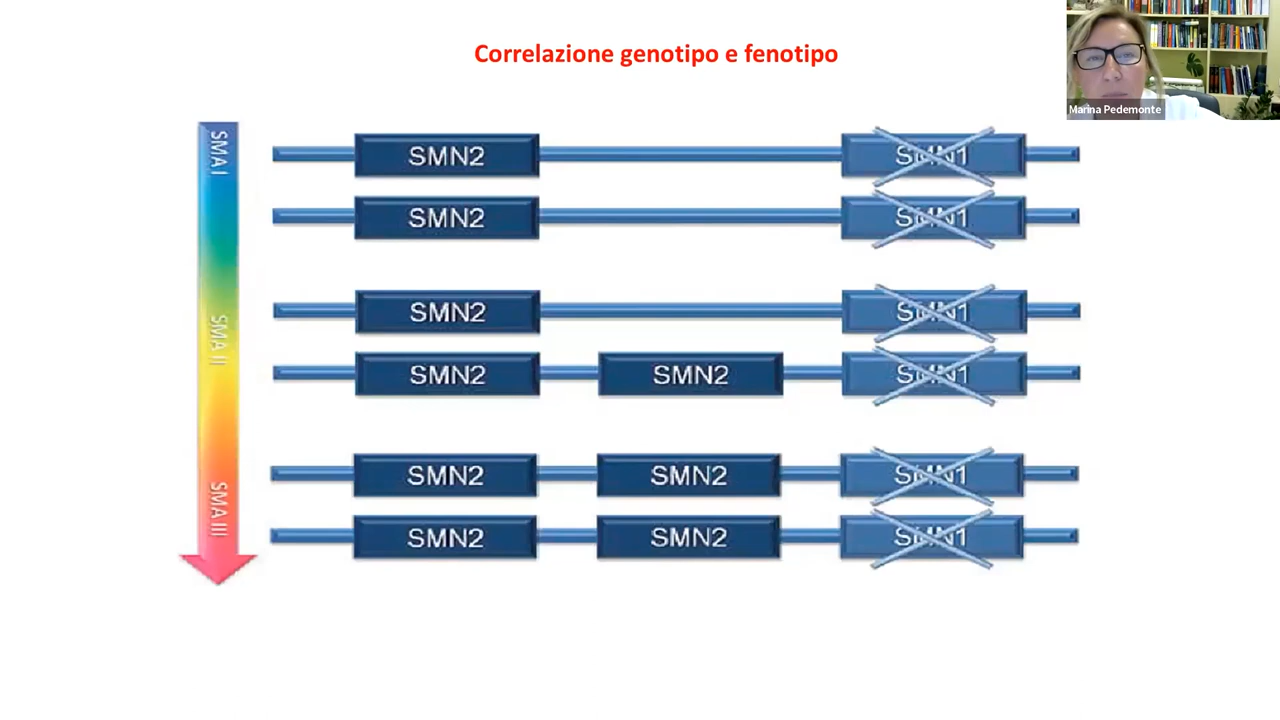 Correlazione genotipo e fenotipo
Marina Pedemonte
SMA I
SMN2 SMN1
SMN2 SMN1
SMA II
SMN2 SMN1
SMN2 SMN2 SMN1
SMA III
SMN2 SMN2 SMN1
SMN2 SMN2 SMN1